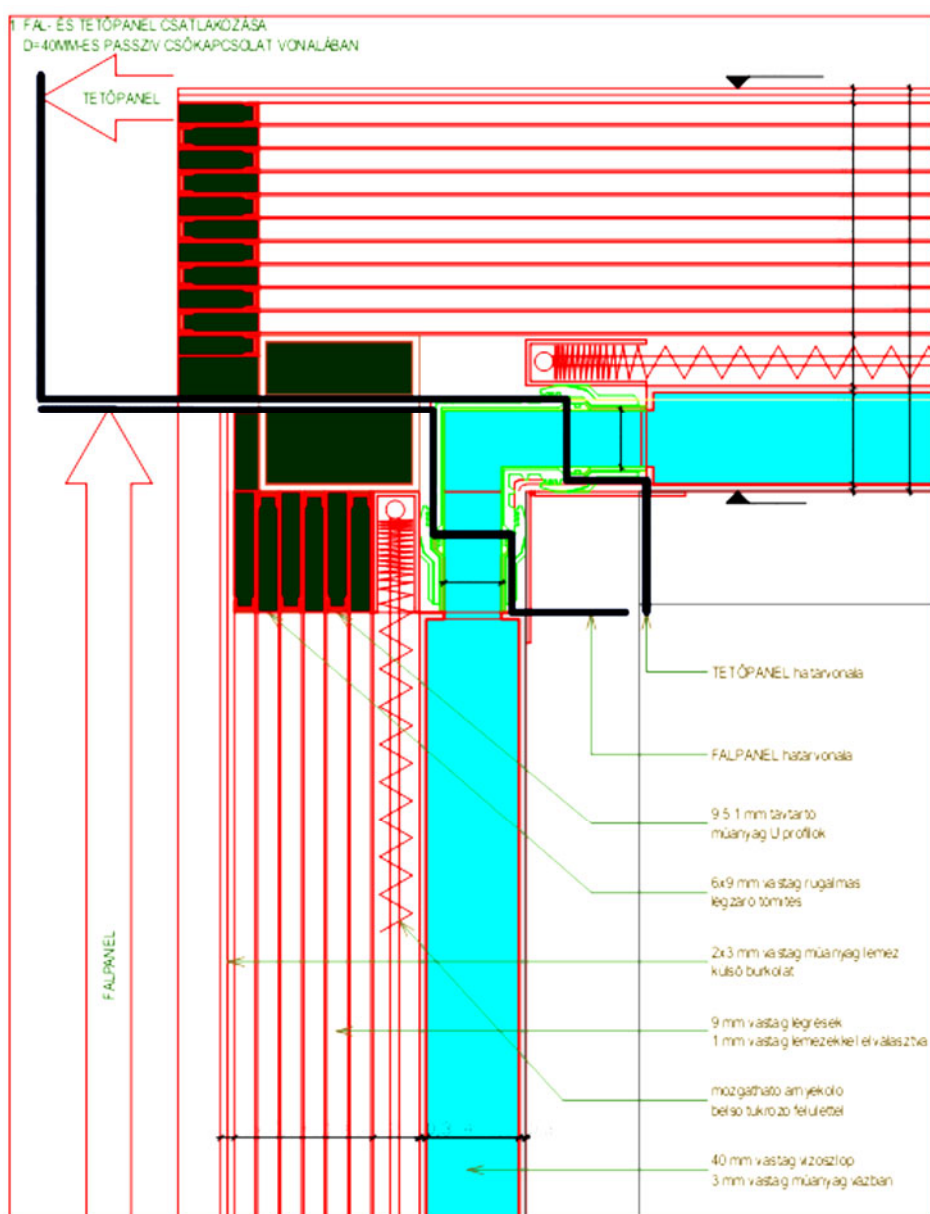 1 FAL- ÉS TETŐPANEL CSATLAKOZÁSA
D=40MM-ES PASSZIV CSŐKAPCSOLAT VONALÁBAN
TETŐPANEL
TETŐPANEL határvonala
FALPANEL határvonala
9 5 1 mm távtartó
műanyag U profilok
6x9 mm vastag rugalmas
légzáró tömítés
FALPANEL
2x3 mm vastag műanyag lemez
külső burkolat
9 mm vastag légrések
1 mm vastag lemezekkel elválasztva
mozgatható árnyékoló
belső tükröző felülettel
40 mm vastag vízoszlop
3 mm vastag műanyag vázban